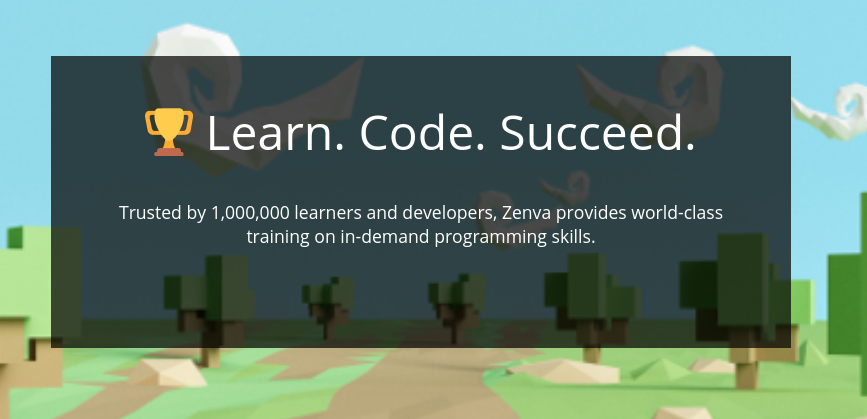 🏆 Learn. Code. Succeed.
Trusted by 1,000,000 learners and developers, Zenva provides world-class
training on in-demand programming skills.